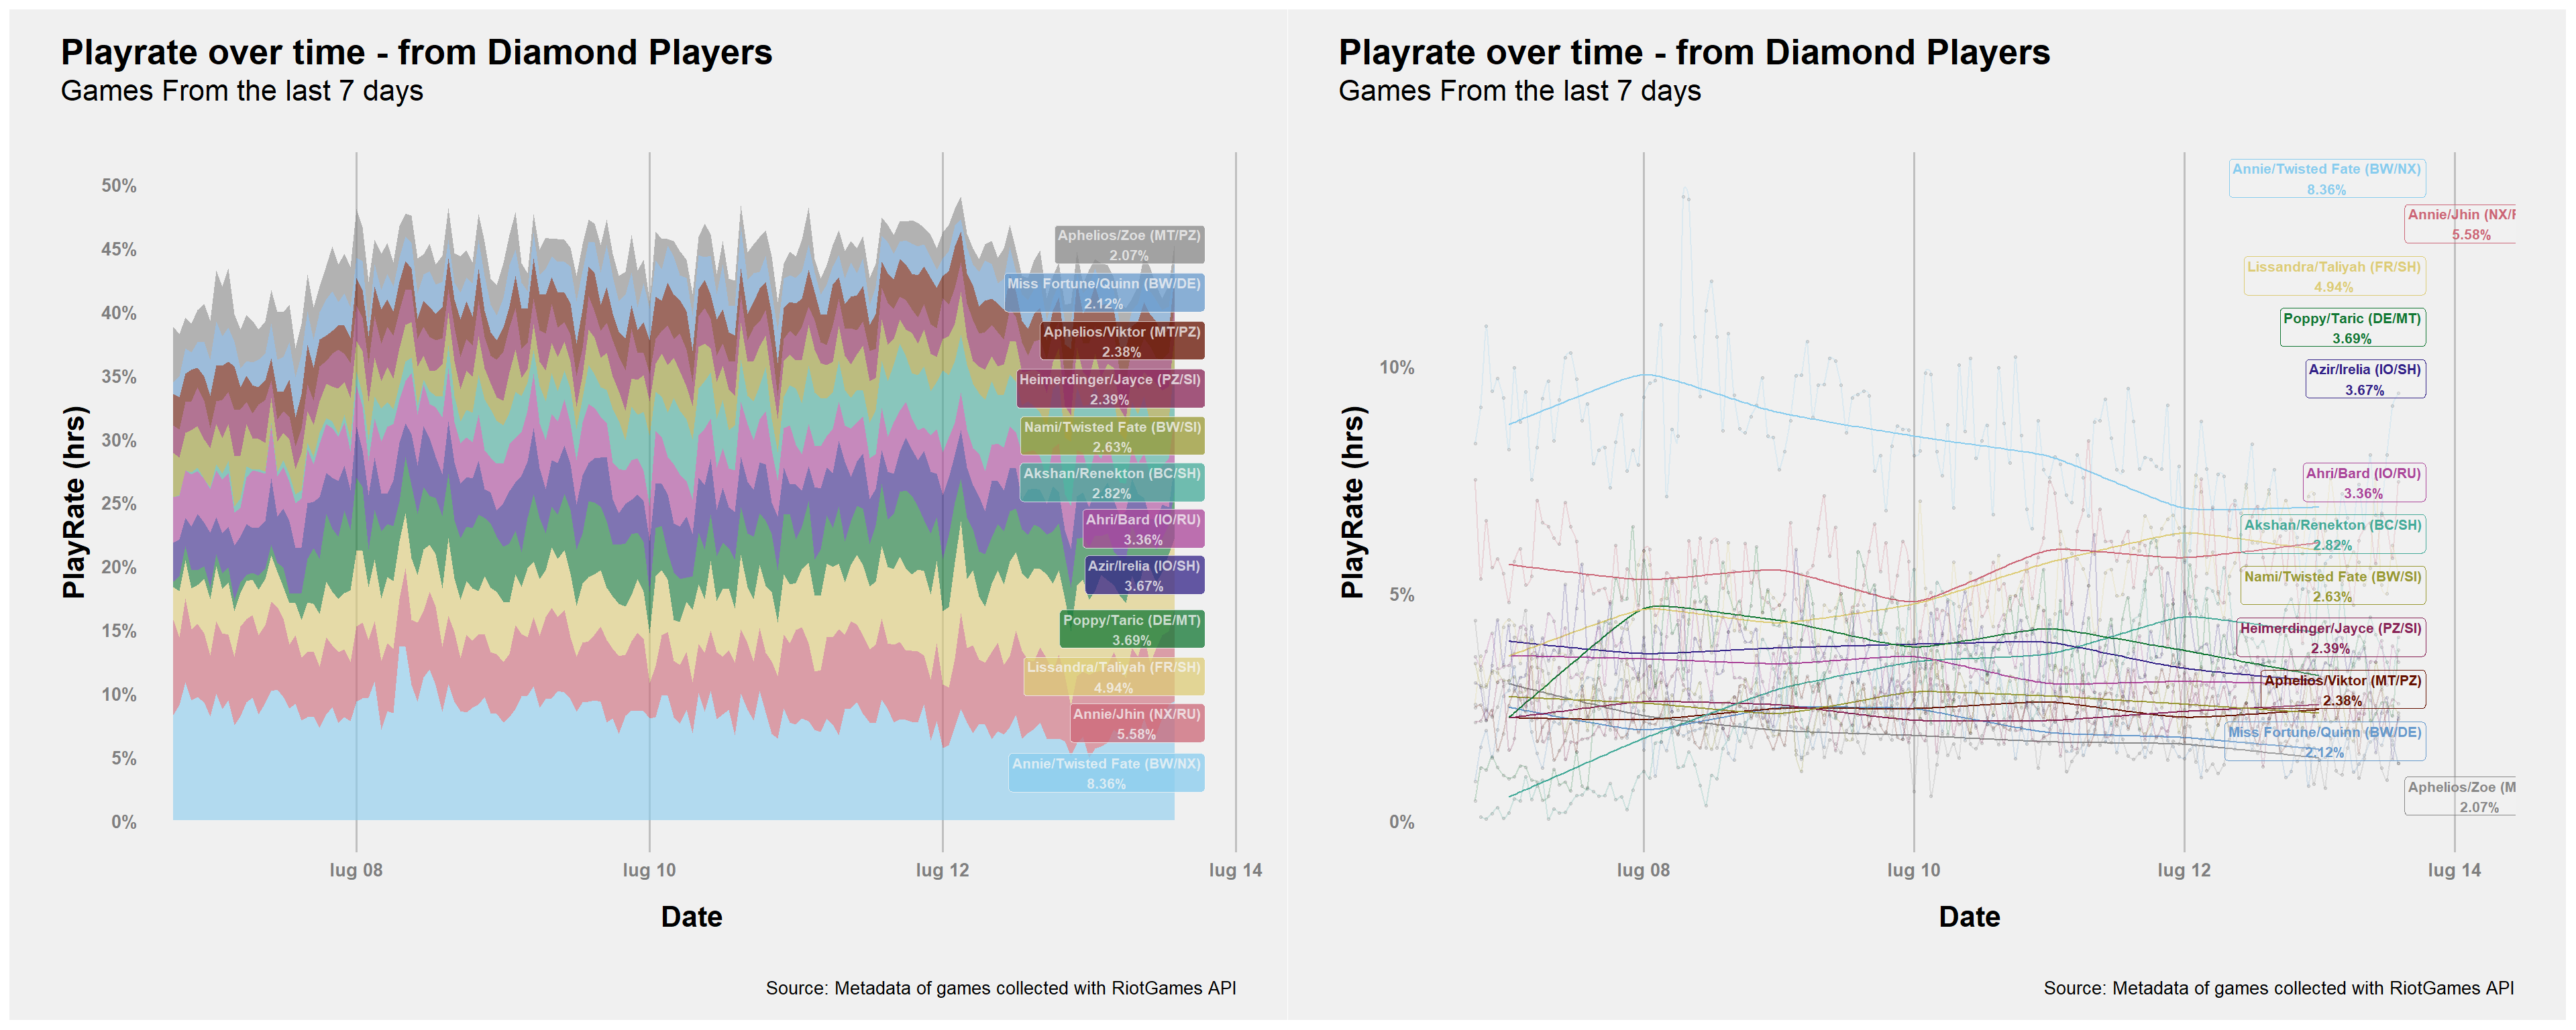 Playrate over time - from Diamond Players
Games From the last 7 days
50%
45%
40%
35%
30%
25%
20%
15%
10%
5%
0%
PlayRate (hrs)
Aphelios/Zoe (MT/PZ)
2.07%
Miss Fortune/Quinn (BW/DE)
2.12%
Aphelios/Viktor (MT/PZ)
2.38%
Heimerdinger/Jayce (PZ/SI)
2.39%
Nami/Twisted Fate (BW/SI)
2.63%
Akshan/Renekton (BC/SH)
2.82%
Ahri/Bard (IO/RU)
3.36%
Azir/Irelia (IO/SH)
3.67%
Poppy/Taric (DE/MT)
3.69%
Lissandra/Taliyah (FR/SH)
4.94%
Annie/Jhin (NX/RU)
5.58%
Annie/Twisted Fate (BW/NX)
8.36%
lug 08
lug 10
lug 12
lug 14
Date
Source: Metadata of games collected with RiotGames API
Playrate over time - from Diamond Players
Games From the last 7 days
10%
5%
0%
PlayRate (hrs)
Annie/Twisted Fate (BW/NX)
8.36%
Annie/Jhin (NX/
5.58%
Lissandra/Taliyah (FR/SH)
4.94%
Poppy/Taric (DE/MT)
3.69%
Azir/Irelia (IO/SH)
3.67%
Ahri/Bard (IO/RU)
3.36%
Akshan/Renekton (BC/SH)
2.82%
Nami/Twisted Fate (BW/SI)
2.63%
Heimerdinger/Jayce (PZ/SI)
2.39%
Aphelios/Viktor (MT/PZ)
2.38%
Miss Fortune/Quinn (BW/DE)
2.12%
Aphelios/Zoe (M
2.07%
lug 08
lug 10
lug 12
lug 14
Date
Source: Metadata of games collected with RiotGames API